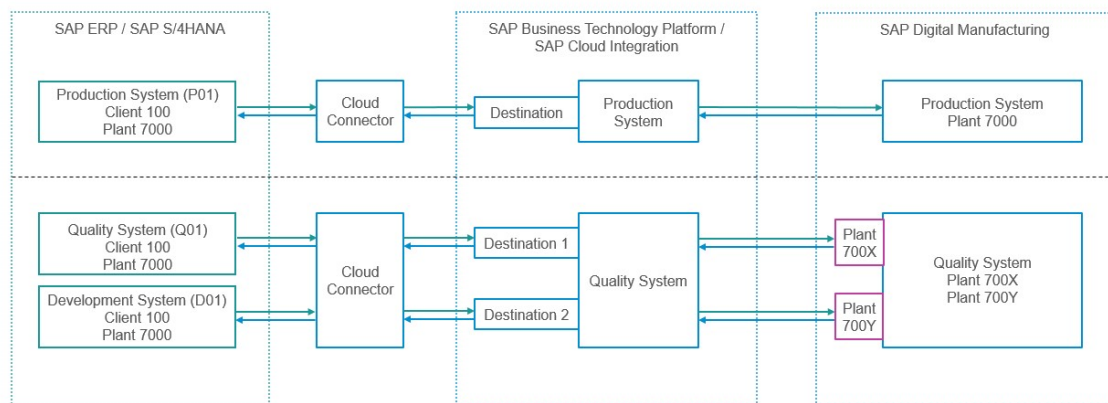 SAP ERP / SAP S/4HANA
SAP Business Technology Platform /
SAP Cloud Integration
SAP Digital Manufacturing
Production System (P01)
Client 100
Plant 7000
Cloud
Connector
Destination
Production
System
Production System
Plant 7000
Quality System (Q01)
Client 100
Plant 7000
Development System (D01)
Client 100
Plant 7000
Cloud
Connector
Destination 1
Destination 2
Quality System
Plant
700X
Plant
700Y
Quality System
Plant 700X
Plant 700Y